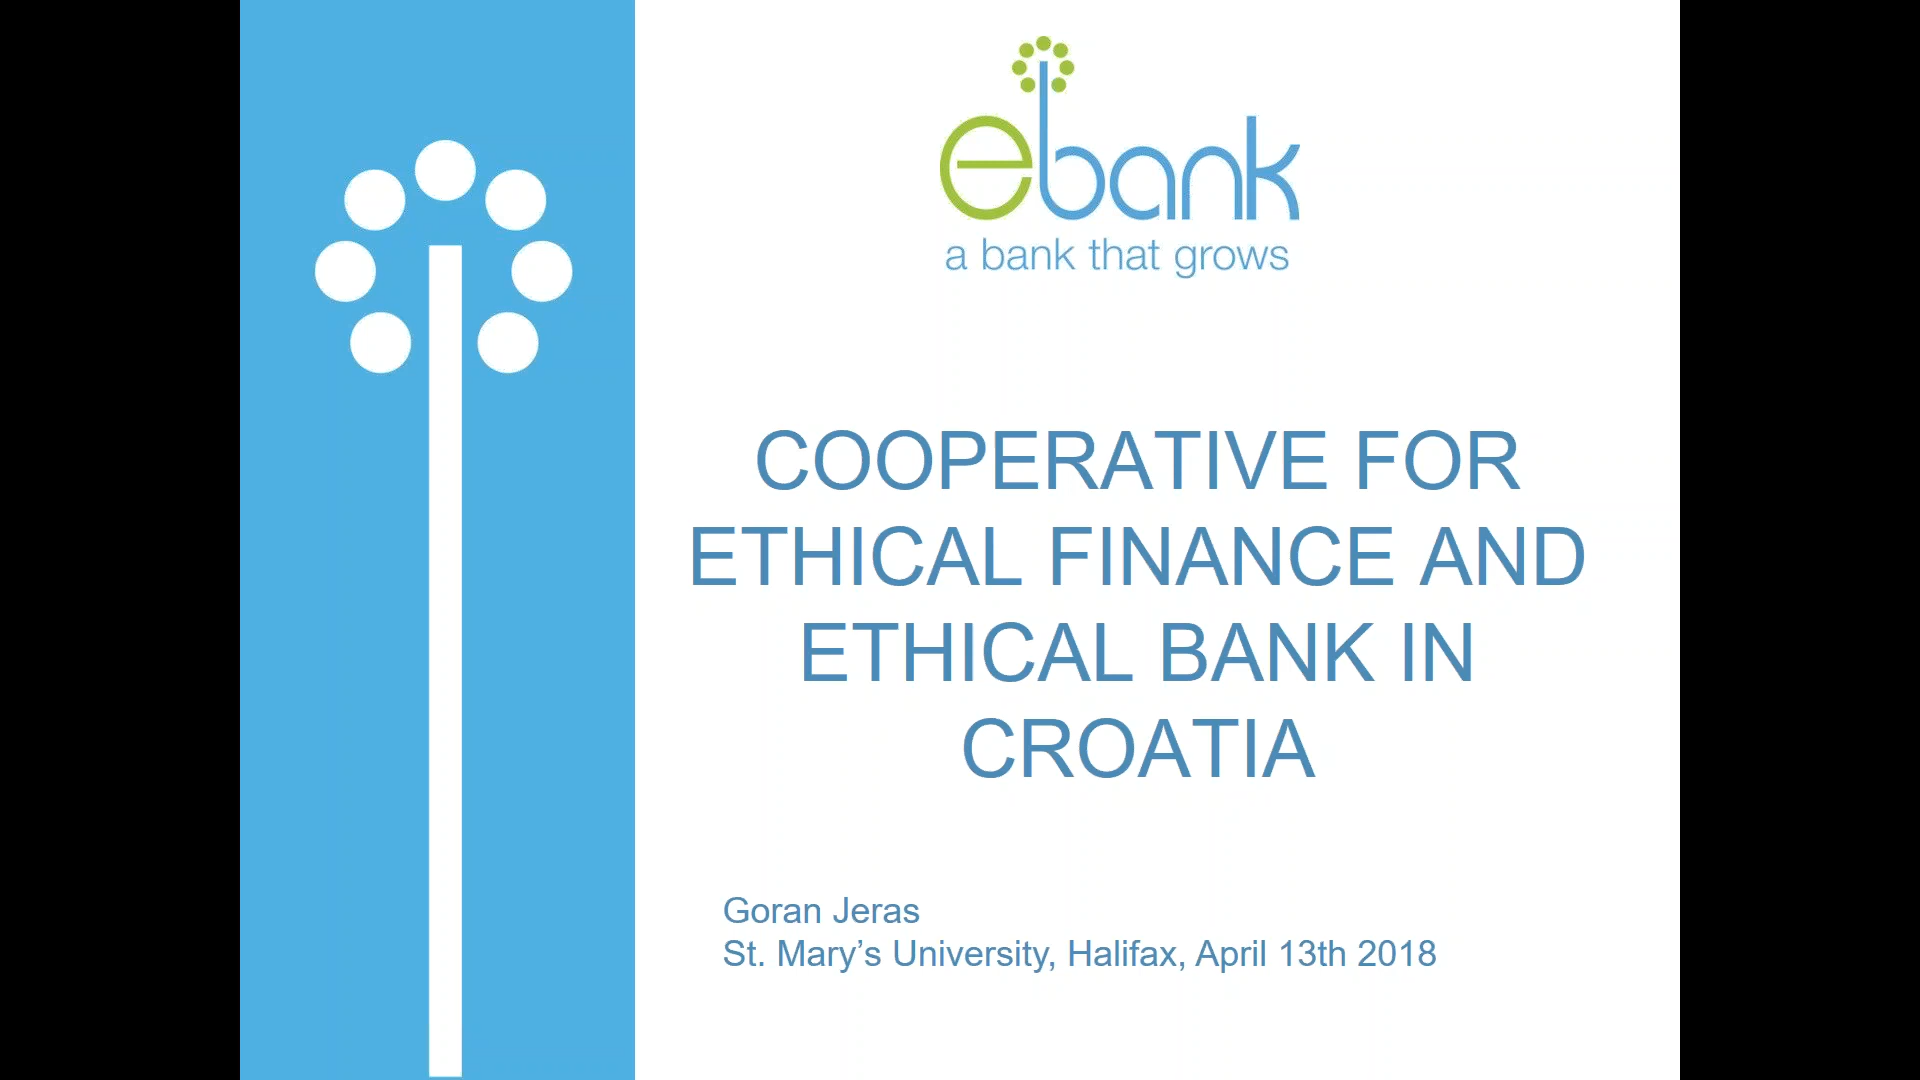 ebank
a bank that grows
COOPERATIVE FOR
ETHICAL FINANCE AND
ETHICAL BANK IN
CROATIA
Goran Jeras
St. Mary’s University, Halifax, April 13th 2018